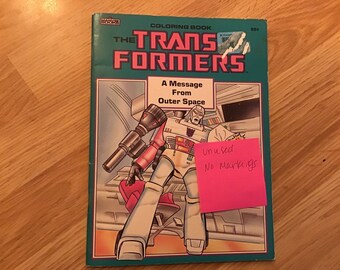 COLORING BOOK
THE TRANS
FORMERS
A Message
From
Outer Space
unused
No Markings